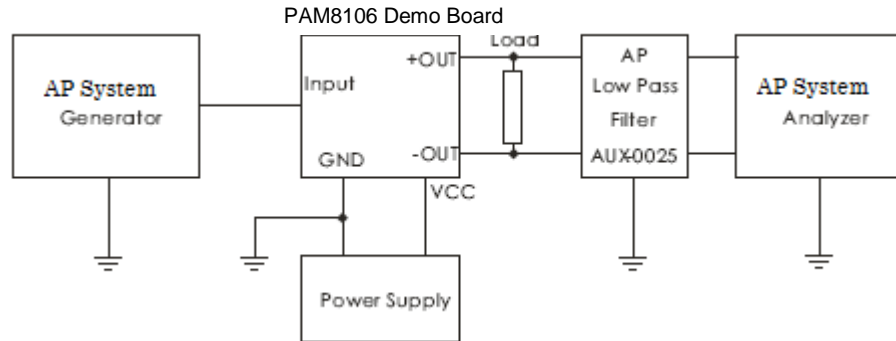 PAM8106 Demo Board
AP System
Generator
Input
GND
+OUT
-OUT
VCC
Load
AP
Low Pass
Filter
AUX-0025
AP System
Analyzer
Power Supply